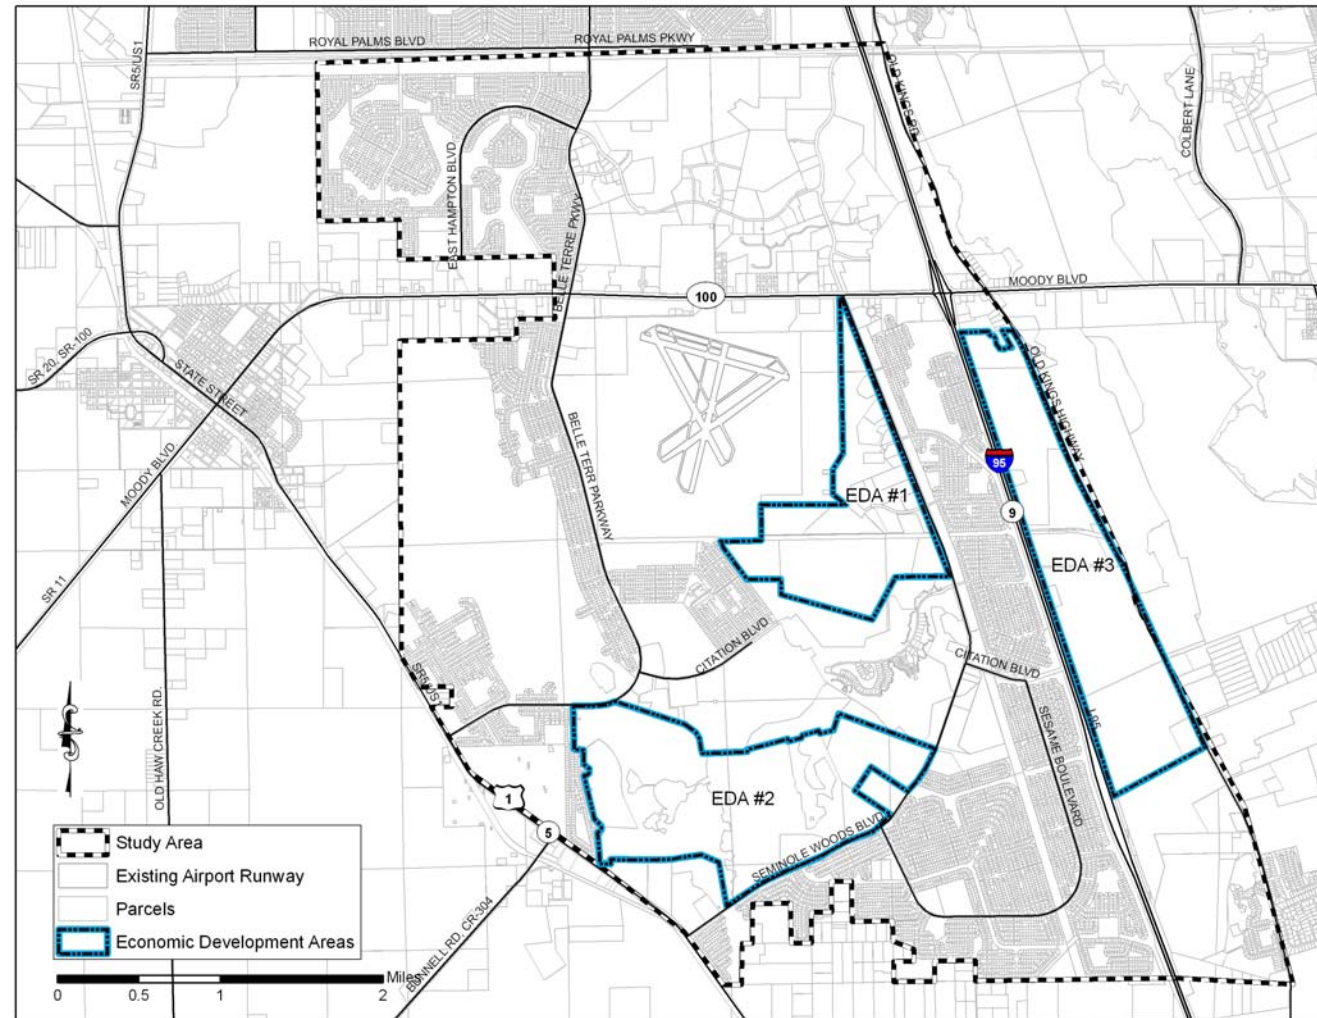 ROYAL PALMS BLVD
ROYAL PALMS PKWY
SR5/US1
OLD KINGS RD
COLBERT LANE
EAST HAMPTON BLVD
BELLE TERRE PKWY
MOODY BLVD
100
SR 20, SR-100
STATE STREET
OLD KINGS HIGHWAY
MOODY BLVD
BELLE TERR PARKWAY
95
EDA #1
9
EDA #3
SR 11
CITATION BLVD
CITATION BLVD
SR5/US
OLD HAW CREEK RD.
SESAME BOULEVARD
I-95
EDA #2
1
5
SEMINOLE WOODS BLVD
BUNNELL RD, CR-304
Study Area
Existing Airport Runway
Parcels
Economic Development Areas
Miles
0 0.5 1 2